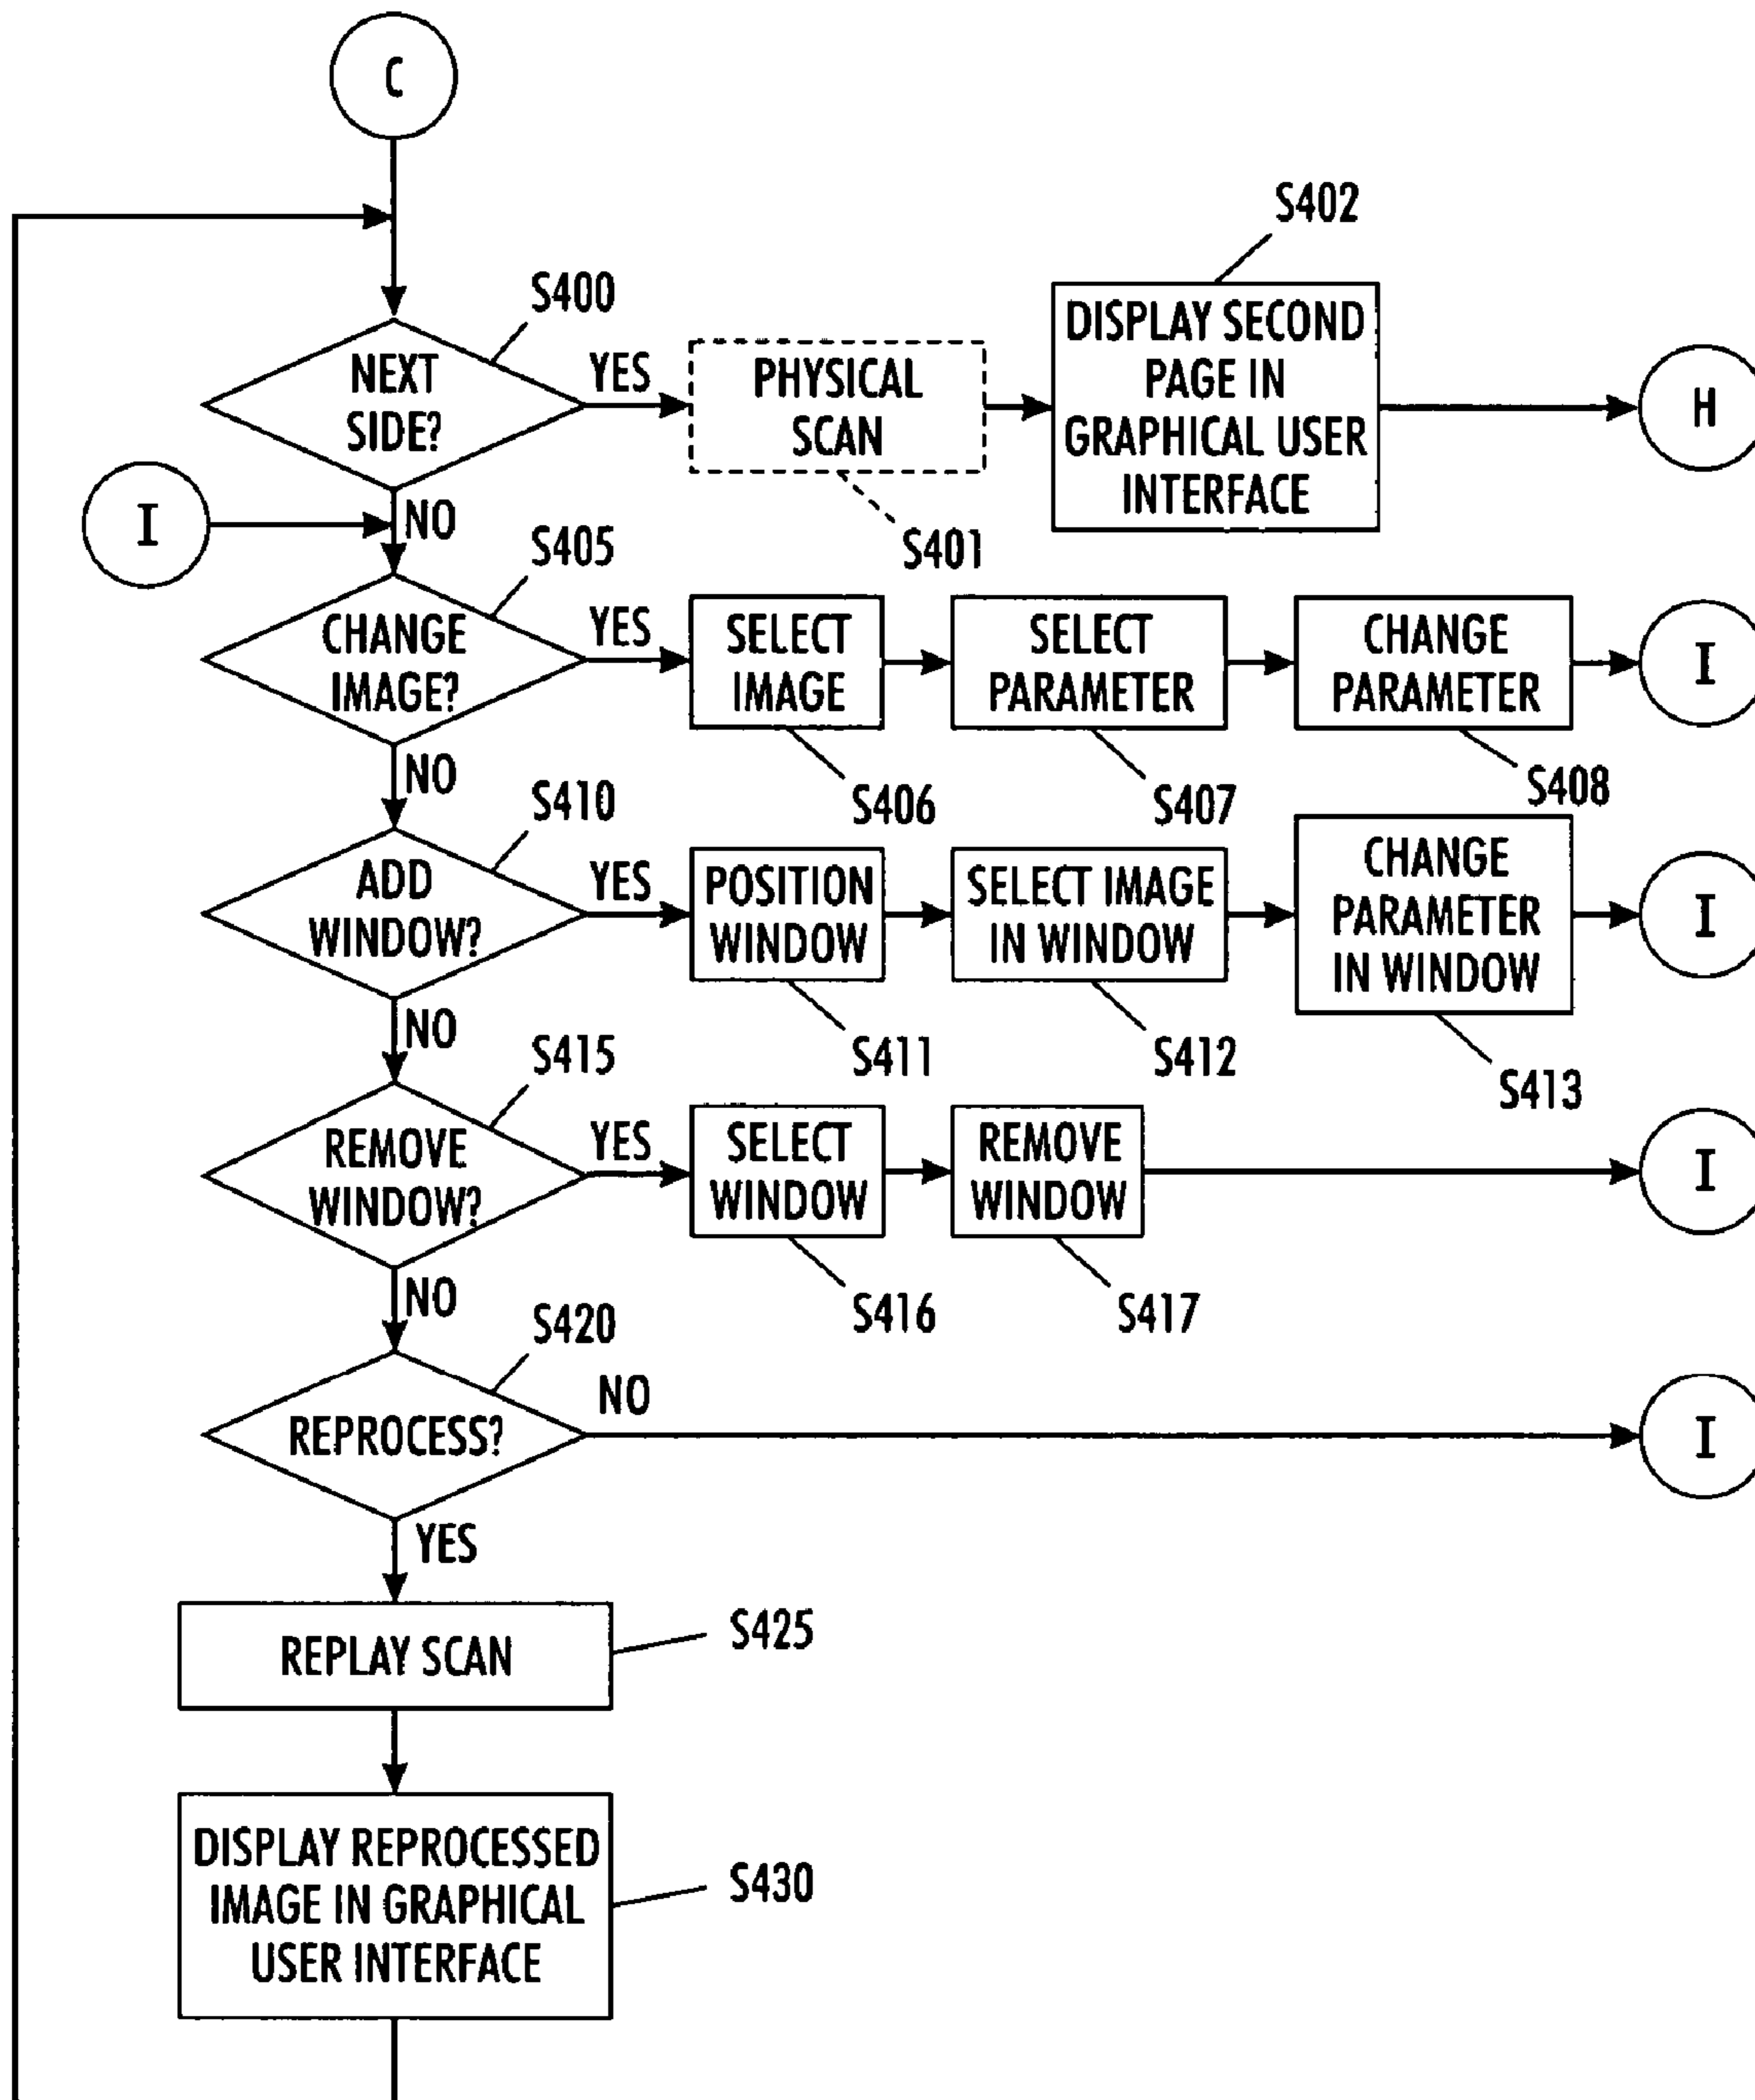 C
S402
S400
DISPLAY SECOND
PAGE IN
GRAPHICAL USER
INTERFACE
NEXT
SIDE?
YES
PHYSICAL
SCAN
H
I
NO
S401
S405
CHANGE
IMAGE?
YES
SELECT
IMAGE
SELECT
PARAMETER
CHANGE
PARAMETER
I
NO
S406
S407
S408
S410
ADD
WINDOW?
YES
POSITION
WINDOW
SELECT IMAGE
IN WINDOW
CHANGE
PARAMETER
IN WINDOW
I
NO
S411
S412
S413
S415
REMOVE
WINDOW?
YES
SELECT
WINDOW
REMOVE
WINDOW
I
NO
S416
S417
S420
REPROCESS?
NO
I
YES
REPLAY SCAN
S425
DISPLAY REPROCESSED
IMAGE IN GRAPHICAL
USER INTERFACE
S430